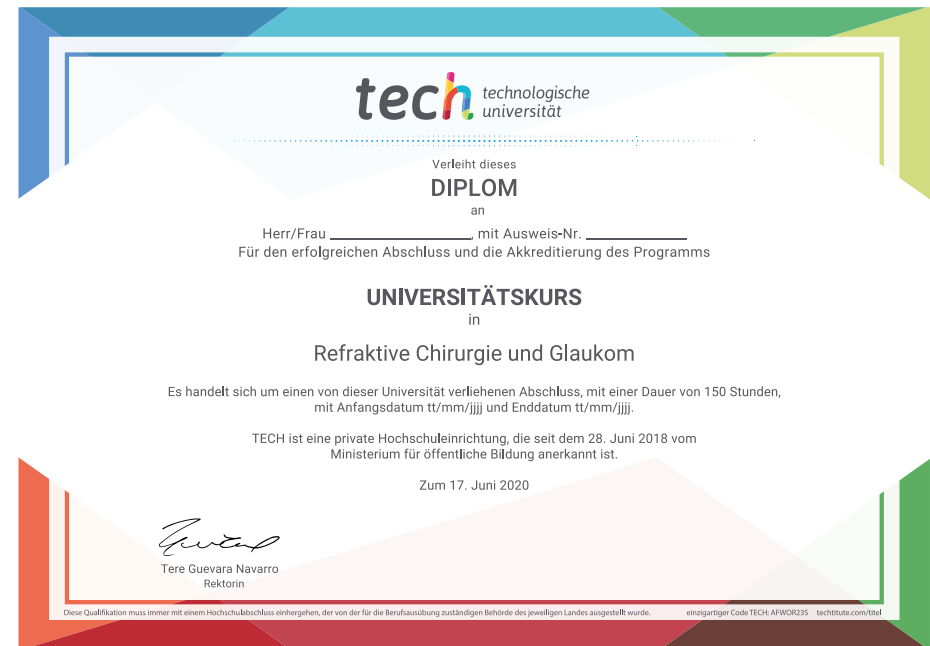 tech technologische
universität
Verleiht dieses
DIPLOM
an
Herr/Frau ____________________, mit Ausweis-Nr. ______________
Für den erfolgreichen Abschluss und die Akkreditierung des Programms
UNIVERSITÄTSKURS
in
Refraktive Chirurgie und Glaukom
Es handelt sich um einen von dieser Universität verliehenen Abschluss, mit einer Dauer von 150 Stunden,
mit Anfangsdatum tt/mm/jjjj und Enddatum tt/mm/jjjj.
TECH ist eine private Hochschuleinrichtung, die seit dem 28. Juni 2018 vom
Ministerium für öffentliche Bildung anerkannt ist.
Zum 17. Juni 2020
Tere Guevara Navarro
Rektorin
Diese Qualifikation muss immer mit einem Hochschulabschluss einhergehen, der von der für die Berufsausübung zuständigen Behörde des jeweiligen Landes ausgestellt wurde. einzigartiger Code TECH: AFWOR23S techtitute.com/titel